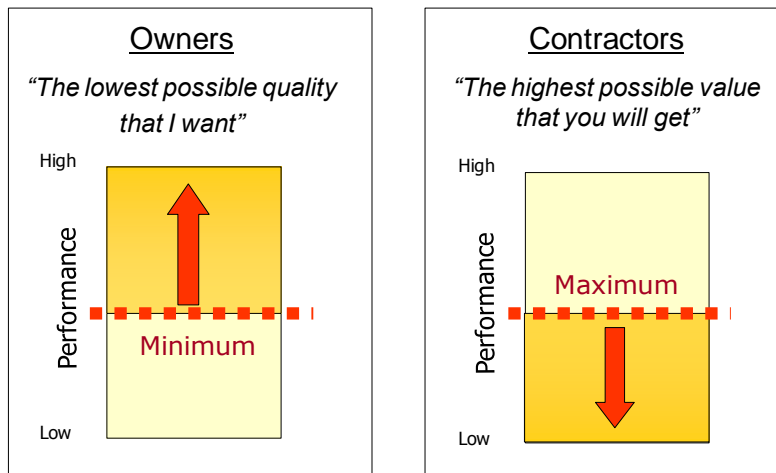 Owners
“The lowest possible quality
that I want”
High
Performance
Minimum
Low
Contractors
“The highest possible value
that you will get”
High
Performance
Maximum
Low